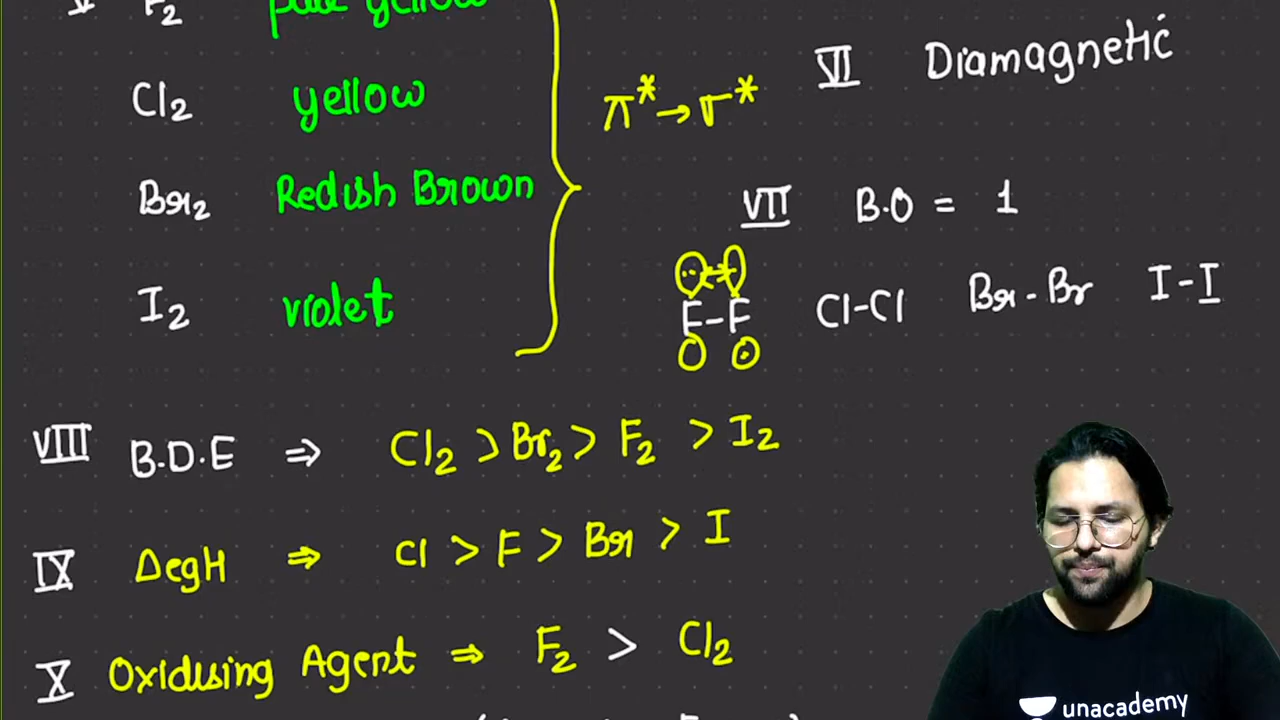 V F₂ pale yellow
Cl₂ yellow
Br₂ Redish Brown
I₂ violet
π* → σ*
VI Diamagnetic
VII B.O = 1
F-F Cl-Cl Br-Br I-I
VIII B.D.E ⇒ Cl₂ > Br₂ > F₂ > I₂
IX ΔegH ⇒ Cl > F > Br > I
X Oxidising Agent ⇒ F₂ > Cl₂
unacademy